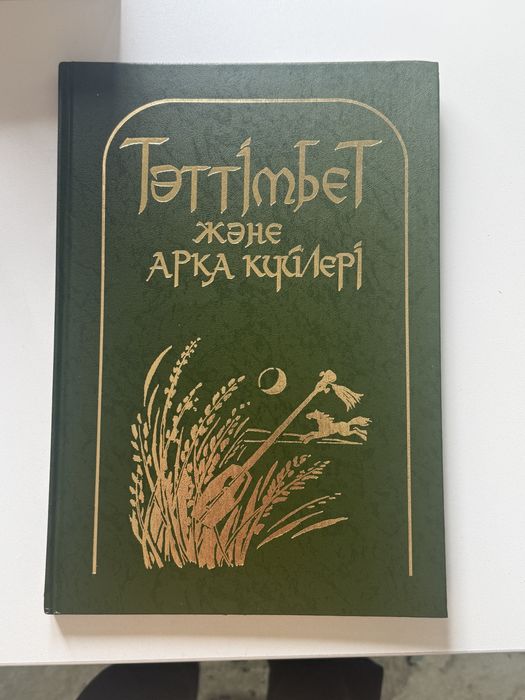 Тәттімбет
және
Арқа күйлері